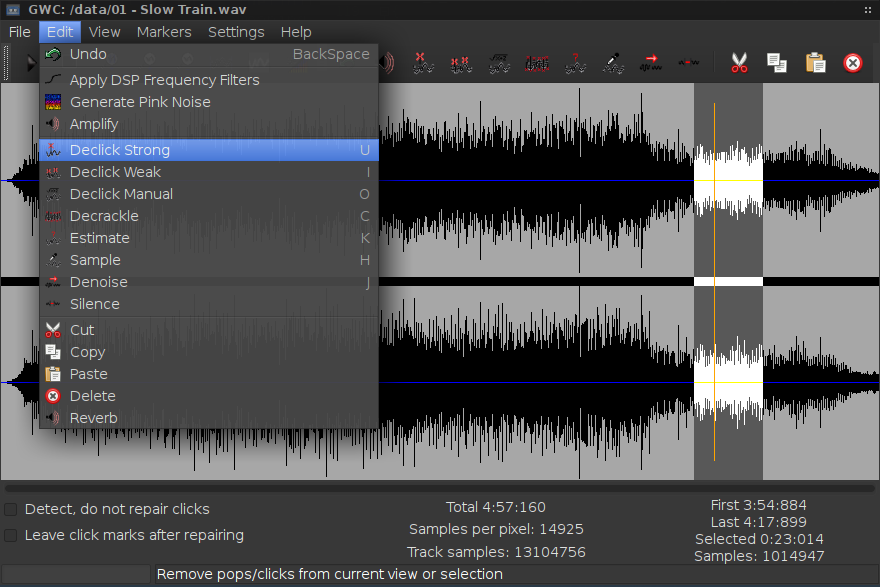 GWC: /data/01 - Slow Train.wav
File Edit View Markers Settings Help
Undo BackSpace
Apply DSP Frequency Filters
Generate Pink Noise
Amplify
Declick Strong U
Declick Weak I
Declick Manual O
Decrackle C
Estimate K
Sample H
Denoise J
Silence
Cut
Copy
Paste
Delete
Reverb
Detect, do not repair clicks
Leave click marks after repairing
Total 4:57:160
Samples per pixel: 14925
Track samples: 13104756
First 3:54:884
Last 4:17:899
Selected 0:23:014
Samples: 1014947
Remove pops/clicks from current view or selection